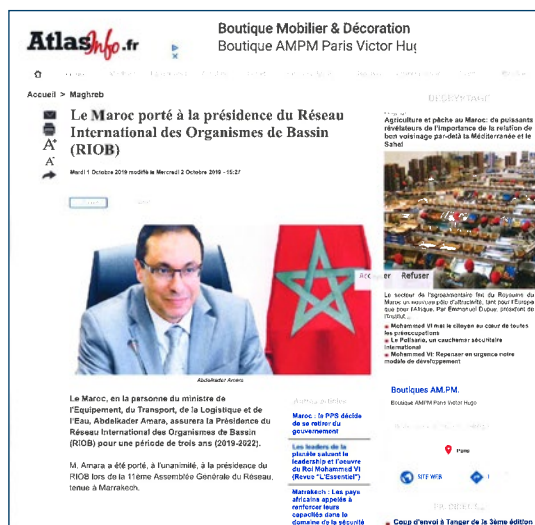 AtlasInfo.fr
Boutique Mobilier & Décoration
Boutique AMPM Paris Victor Hug
Accueil > Maghreb
Le Maroc porté à la présidence du Réseau
International des Organismes de Bassin
(RIOB)
A+
A-
Mardi 1 Octobre 2019 modifié le Mercredi 2 Octobre 2019 - 15:27
Abdelkader Amara
Le Maroc, en la personne du ministre de
l'Equipement, du Transport, de la Logistique et de
l'Eau, Abdelkader Amara, assurera la Présidence du
Réseau International des Organismes de Bassin
(RIOB) pour une période de trois ans (2019-2022).
M. Amara a été porté, à l'unanimité, à la présidence du
RIOB lors de la 11ème Assemblée Générale du Réseau,
tenue à Marrakech.
Maroc : le PPS décide
de se retirer du
gouvernement
Les leaders de la
planète saluent le
leadership et l'oeuvre
du Roi Mohammed VI
(Revue "L'Essentiel")
Marrakech : Les pays
africains appelés à
renforcer leurs
capacités dans le
domaine de la sécurité
DECRYPTAGE
Agriculture et pêche au Maroc: de puissants
révélateurs de l'importance de la relation de
bon voisinage par-delà la Méditerranée et le
Sahel
Accepter Refuser
Le secteur de l'agroalimentaire fait du Royaume du
Maroc un nouveau pôle d'attractivité, tant pour l'Europe
que pour l'Afrique. Par Emmanuel Dupuy, président de
l'Institut...
Mohammed VI met le citoyen au cœur de toutes
les préoccupations
Le Polisario, un cauchemar sécuritaire
international
Mohammed VI: Repenser en urgence notre
modèle de développement
Boutiques AM.PM.
Boutique AMPM Paris Victor Hugo
Paris
SITE WEB
Coup d'envoi à Tanger de la 3ème édition